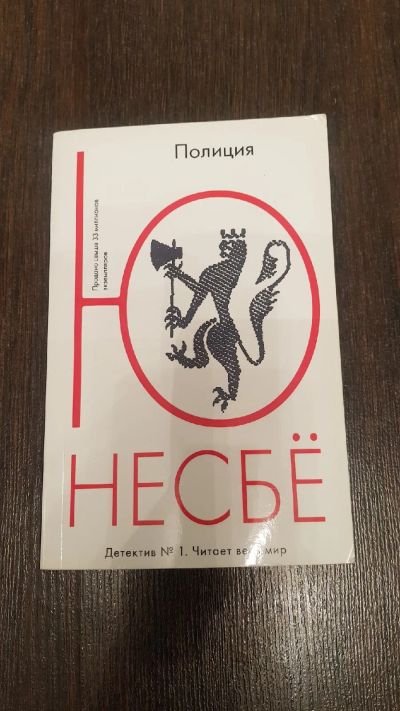 Полиция
Продано свыше 33 миллионов
экземпляров
Ю
НЕСБЁ
Детектив № 1. Читает весь мир